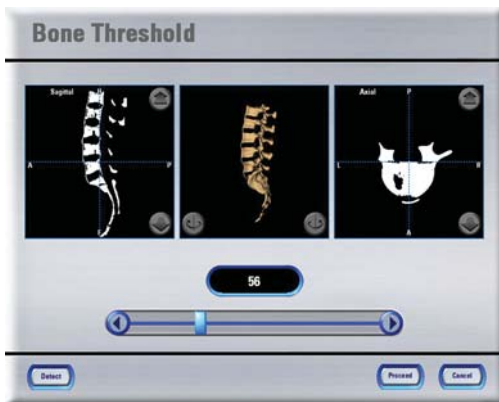 Bone Threshold
Sagittal H
A P
F
Axial P
L R
A
56
Detect
Proceed Cancel